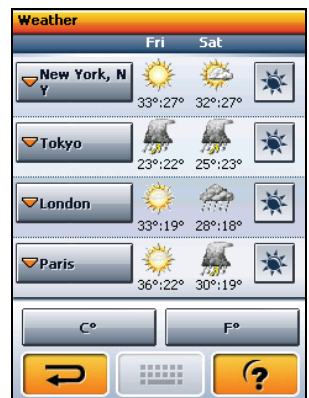 Weather
Fri Sat
New York, N
Y
33°:27° 32°:27°
Tokyo
23°:22° 25°:23°
London
33°:19° 28°:18°
Paris
36°:22° 30°:19°
C° F°
?